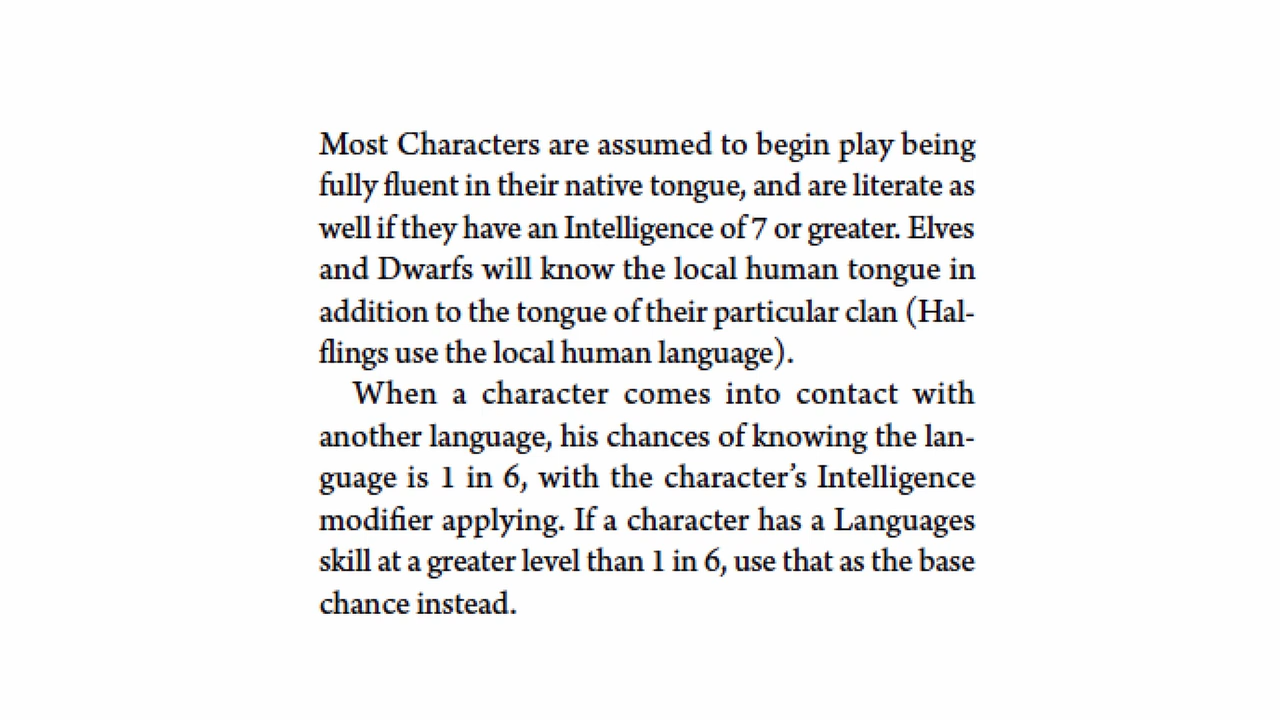 Most Characters are assumed to begin play being
fully fluent in their native tongue, and are literate as
well if they have an Intelligence of 7 or greater. Elves
and Dwarfs will know the local human tongue in
addition to the tongue of their particular clan (Hal-
flings use the local human language).
When a character comes into contact with
another language, his chances of knowing the lan-
guage is 1 in 6, with the character’s Intelligence
modifier applying. If a character has a Languages
skill at a greater level than 1 in 6, use that as the base
chance instead.